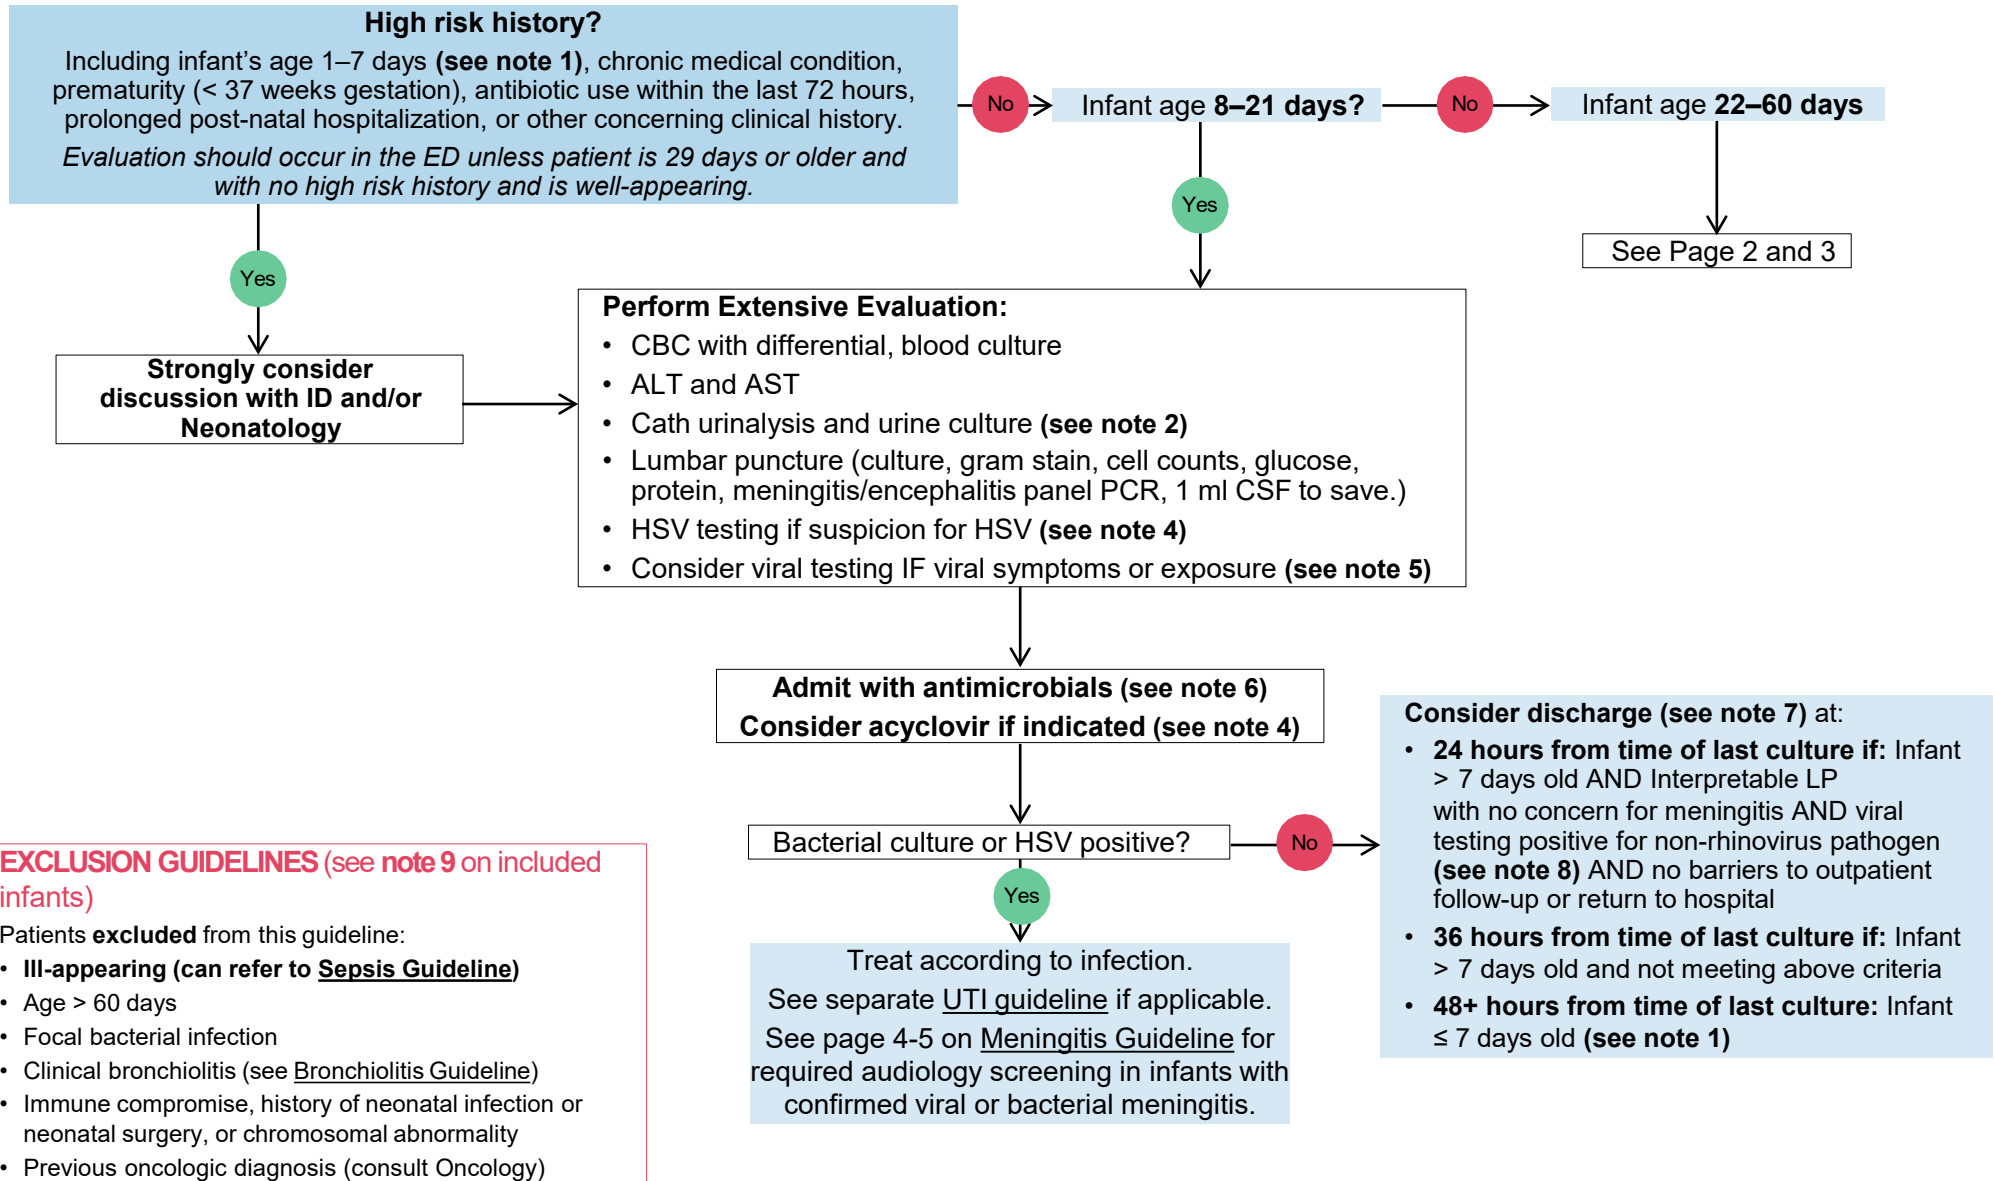 High risk history?
Including infant's age 1–7 days (see note 1), chronic medical condition,
prematurity (< 37 weeks gestation), antibiotic use within the last 72 hours,
prolonged post-natal hospitalization, or other concerning clinical history.
Evaluation should occur in the ED unless patient is 29 days or older and
with no high risk history and is well-appearing.
No
Infant age 8–21 days?
No
Infant age 22–60 days
Yes
Yes
See Page 2 and 3
Strongly consider
discussion with ID and/or
Neonatology
Perform Extensive Evaluation:
• CBC with differential, blood culture
• ALT and AST
• Cath urinalysis and urine culture (see note 2)
• Lumbar puncture (culture, gram stain, cell counts, glucose,
protein, meningitis/encephalitis panel PCR, 1 ml CSF to save.)
• HSV testing if suspicion for HSV (see note 4)
• Consider viral testing IF viral symptoms or exposure (see note 5)
Admit with antimicrobials (see note 6)
Consider acyclovir if indicated (see note 4)
Bacterial culture or HSV positive?
No
Yes
Consider discharge (see note 7) at:
• 24 hours from time of last culture if: Infant
> 7 days old AND Interpretable LP
with no concern for meningitis AND viral
testing positive for non-rhinovirus pathogen
(see note 8) AND no barriers to outpatient
follow-up or return to hospital
• 36 hours from time of last culture if: Infant
> 7 days old and not meeting above criteria
• 48+ hours from time of last culture: Infant
≤ 7 days old (see note 1)
Treat according to infection.
See separate UTI guideline if applicable.
See page 4-5 on Meningitis Guideline for
required audiology screening in infants with
confirmed viral or bacterial meningitis.
EXCLUSION GUIDELINES (see note 9 on included
infants)
Patients excluded from this guideline:
• Ill-appearing (can refer to Sepsis Guideline)
• Age > 60 days
• Focal bacterial infection
• Clinical bronchiolitis (see Bronchiolitis Guideline)
• Immune compromise, history of neonatal infection or
neonatal surgery, or chromosomal abnormality
• Previous oncologic diagnosis (consult Oncology)